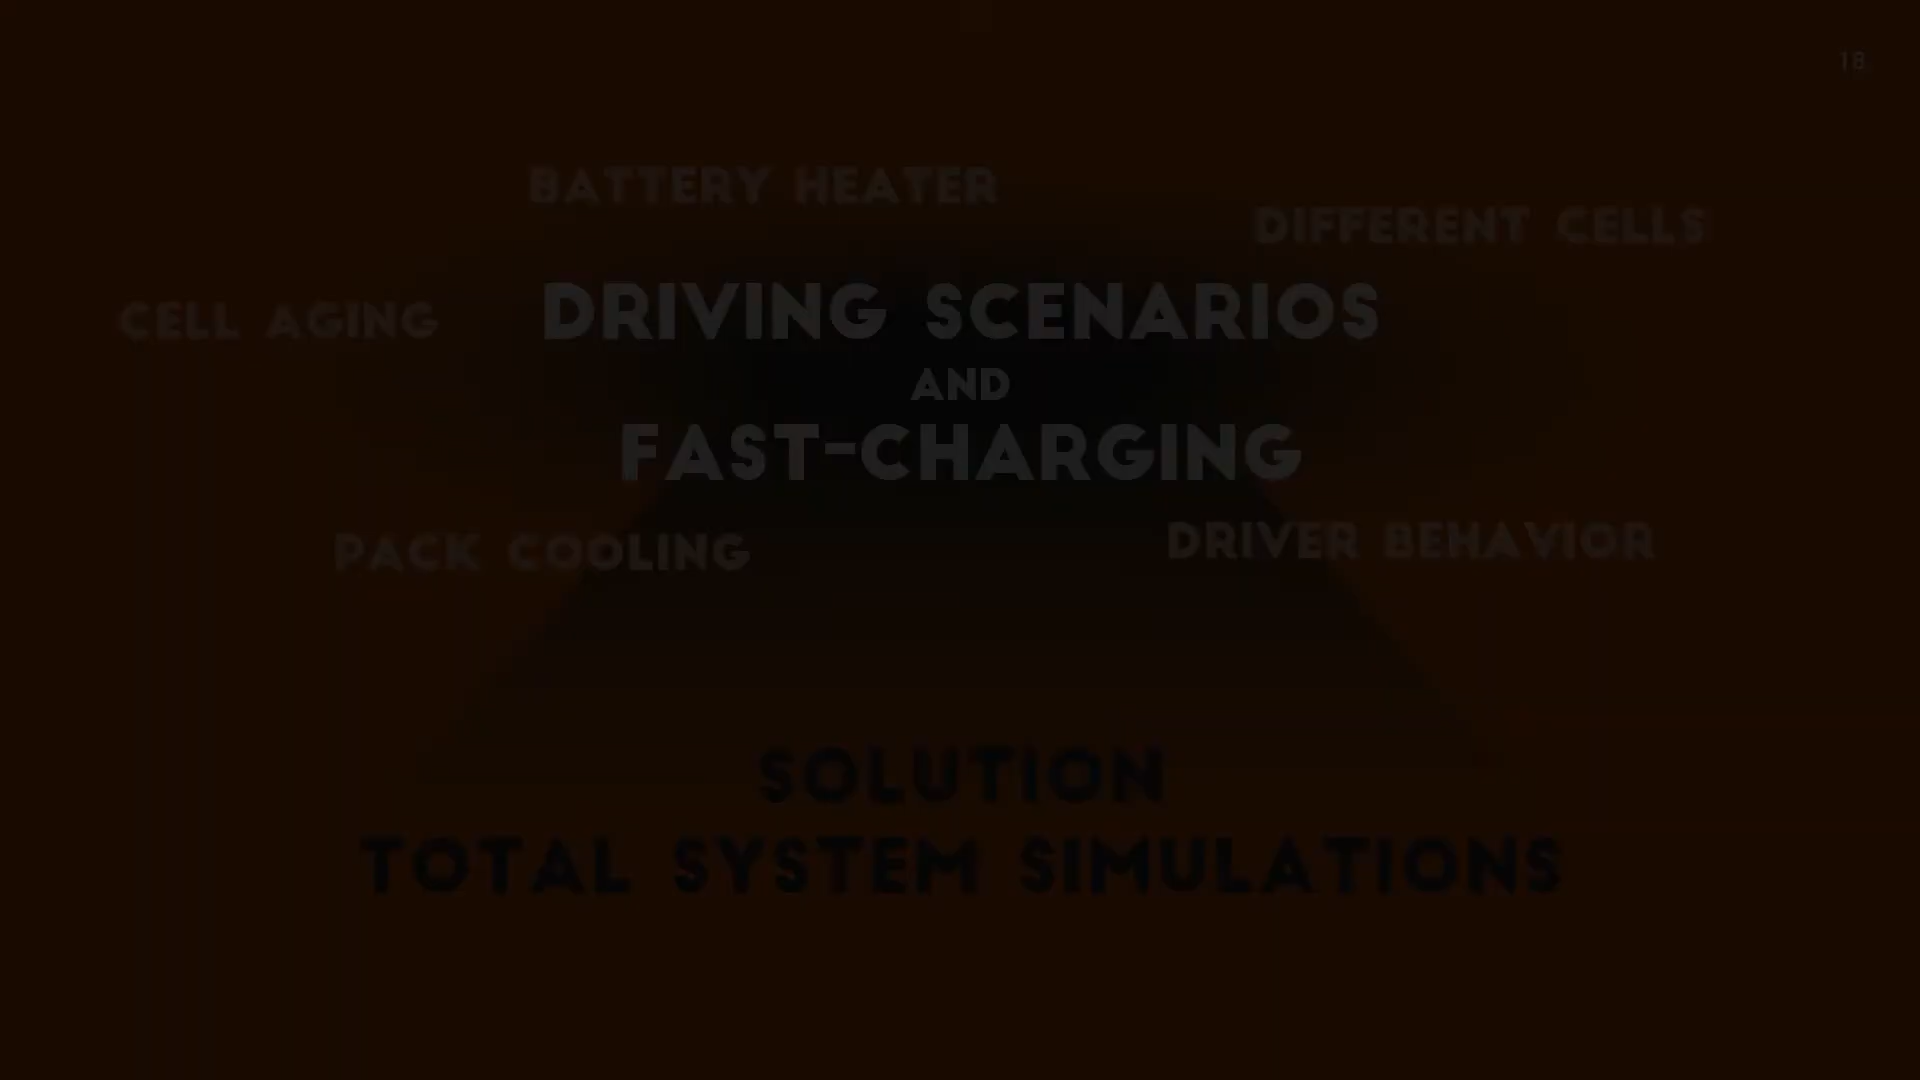 18
BATTERY HEATER
DIFFERENT CELLS
CELL AGING
DRIVING SCENARIOS
AND
FAST-CHARGING
PACK COOLING
DRIVER BEHAVIOR
SOLUTION
TOTAL SYSTEM SIMULATIONS